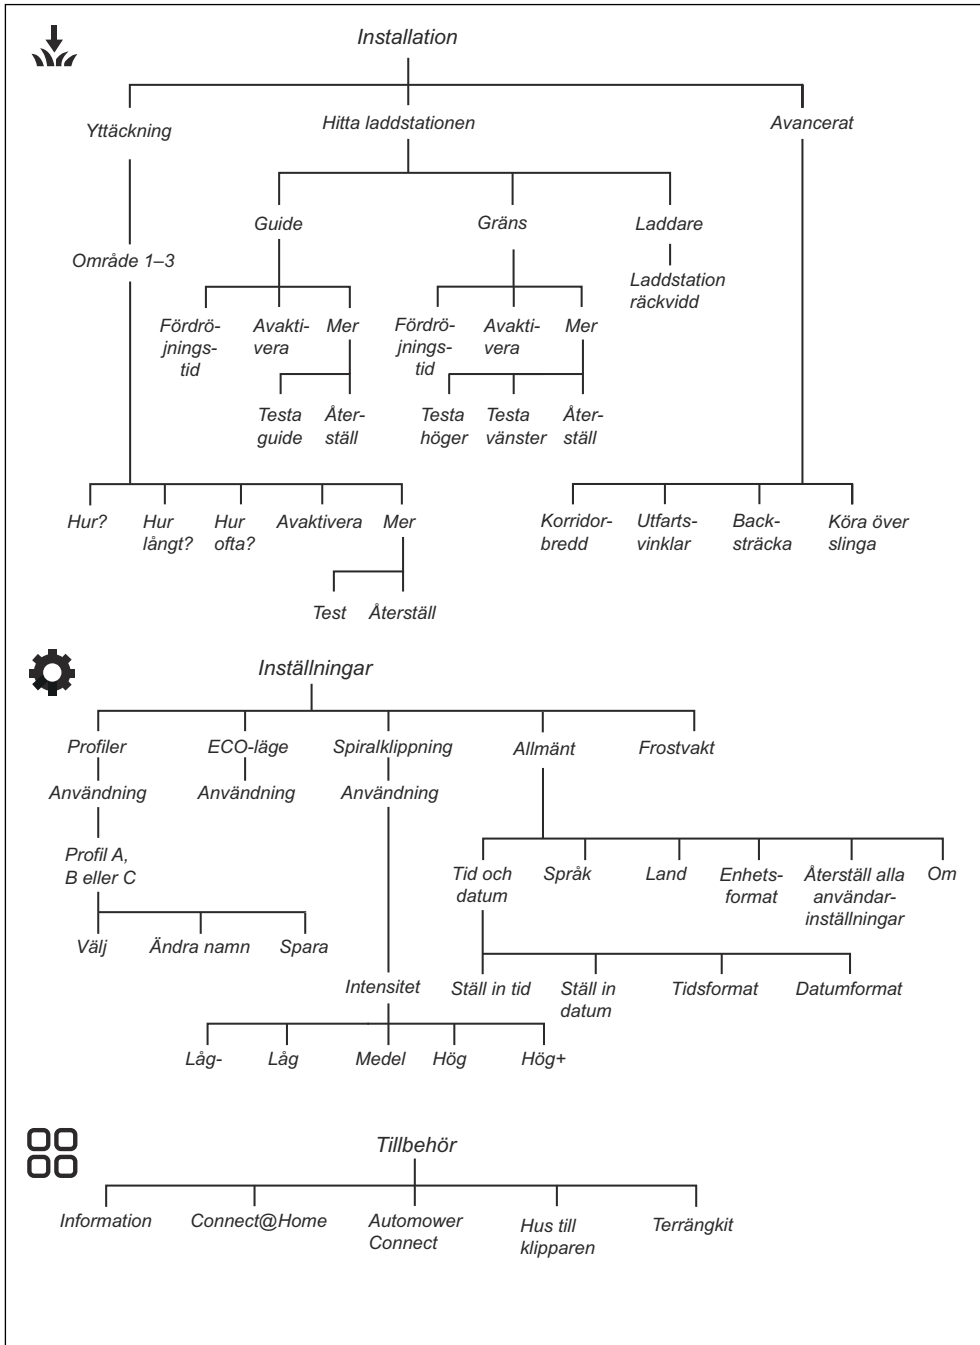 Installation
Yttäckning
Hitta laddstationen
Avancerat
Guide
Gräns
Laddare
Område 1–3
Laddstation
räckvidd
Fördrö-
jnings-
tid
Avakti-
vera
Mer
Fördrö-
jnings-
tid
Avakti-
vera
Mer
Testa
guide
Åter-
ställ
Testa
höger
Testa
vänster
Åter-
ställ
Hur?
Hur
långt?
Hur
ofta?
Avaktivera
Mer
Korridor-
bredd
Utfarts-
vinklar
Back-
sträcka
Köra över
slinga
Test
Återställ
Inställningar
Profiler
ECO-läge
Spiralklippning
Allmänt
Frostvakt
Användning
Användning
Användning
Profil A,
B eller C
Tid och
datum
Språk
Land
Enhets-
format
Återställ alla
användar-
inställningar
Om
Välj
Ändra namn
Spara
Intensitet
Ställ in tid
Ställ in
datum
Tidsformat
Datumformat
Låg-
Låg
Medel
Hög
Hög+
Tillbehör
Information
Connect@Home
Automower
Connect
Hus till
klipparen
Terrängkit